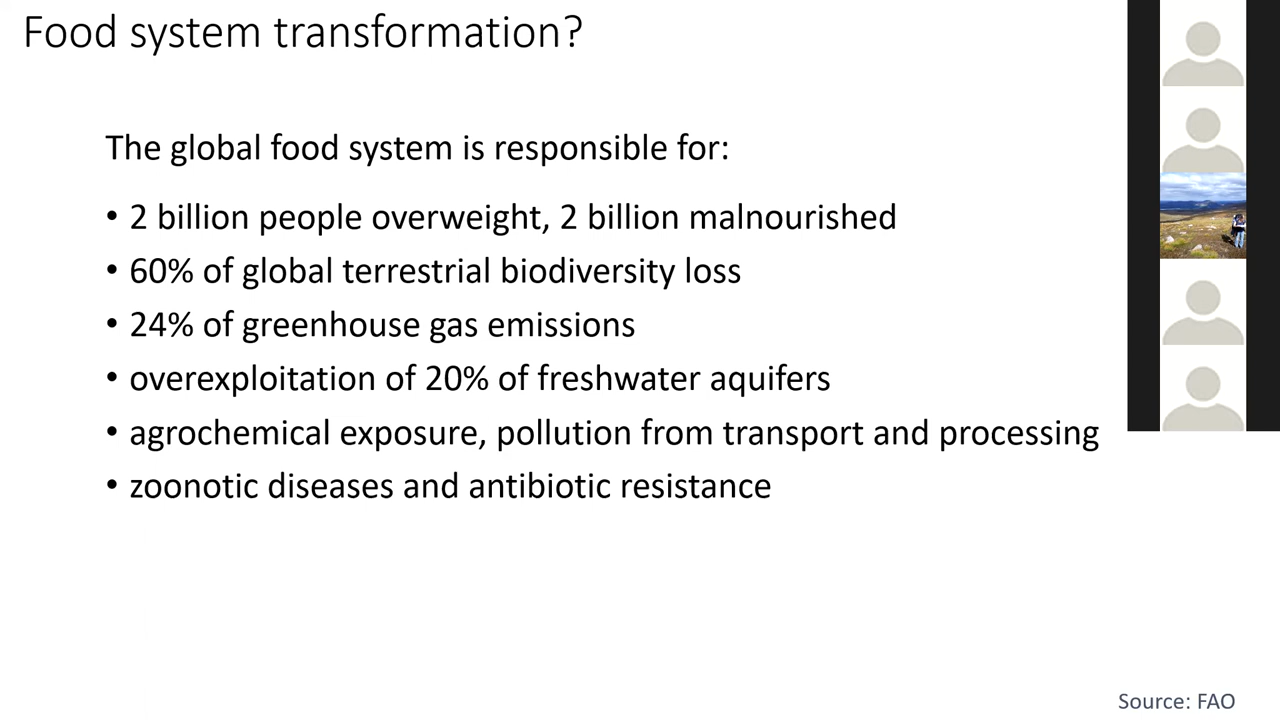 Food system transformation?
The global food system is responsible for:
• 2 billion people overweight, 2 billion malnourished
• 60% of global terrestrial biodiversity loss
• 24% of greenhouse gas emissions
• overexploitation of 20% of freshwater aquifers
• agrochemical exposure, pollution from transport and processing
• zoonotic diseases and antibiotic resistance
Source: FAO